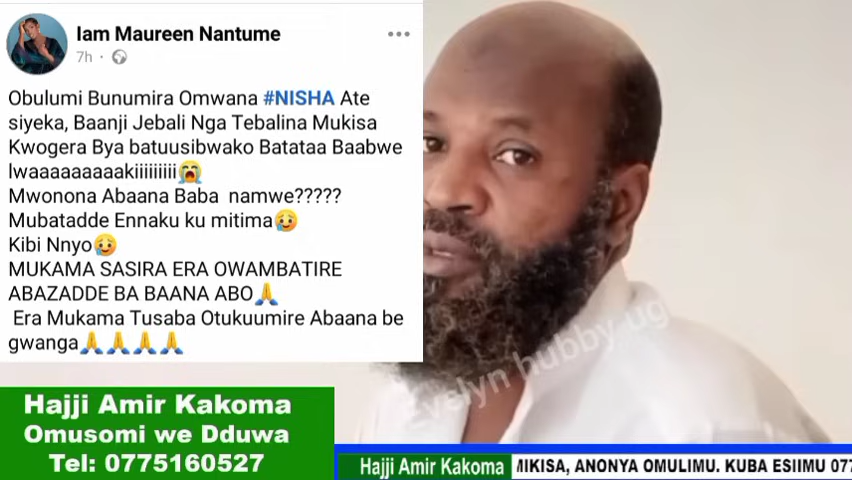 Iam Maureen Nantume
7h
Obulumi Bunumira Omwana #NISHA Ate
siyeka, Baanji Jebali Nga Tebalina Mukisa
Kwogera Bya batuusibwako Batataa Baabwe
lwaaaaaaaaakiiiiiiiii😭
Mwonona Abaana Baba namwe?????
Mubatadde Ennaku ku mitima🥲
Kibi Nnyo🥲
MUKAMA SASIRA ERA OWAMBATIRE
ABAZADDE BA BAANA ABO🙏
Era Mukama Tusaba Otukuumire Abaana be
gwanga🙏🙏🙏🙏
Evelyn hubby ug
Hajji Amir Kakoma
Omusomi we Dduwa
Tel: 0775160527
Hajji Amir Kakoma
MIKISA, ANONYA OMULIMU. KUBA ESIIMU 077